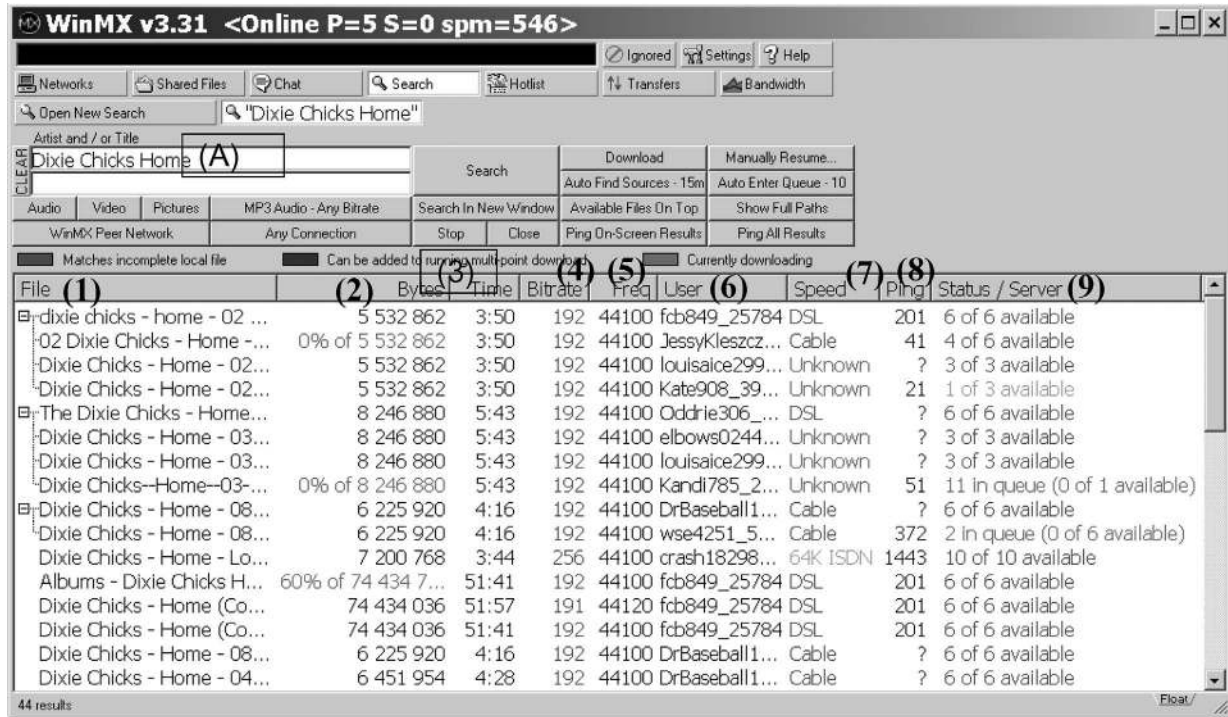 WinMX v3.31 <Online P=5 S=0 spm=546>
Ignored Settings Help
Networks Shared Files Chat Search Hotlist Transfers Bandwidth
Open New Search "Dixie Chicks Home"
Artist and / or Title
CLEAR Dixie Chicks Home (A) Search Download Manually Resume...
Auto Find Sources - 15m Auto Enter Queue - 10
Audio Video Pictures MP3 Audio - Any Bitrate Search In New Window Available Files On Top Show Full Paths
WinMX Peer Network Any Connection Stop Close Ping On-Screen Results Ping All Results
Matches incomplete local file Can be added to running multi-point download Currently downloading
File (1) (2) Bytes (3) Time Bitrate (4) Freq (5) User (6) Speed (7) Ping (8) Status / Server (9)
dixie chicks - home - 02 ... 5 532 862 3:50 192 44100 fcb849_25784 DSL 201 6 of 6 available
02 Dixie Chicks - Home -... 0% of 5 532 862 3:50 192 44100 JessyKleszcz... Cable 41 4 of 6 available
Dixie Chicks - Home - 02... 5 532 862 3:50 192 44100 louisaice299... Unknown ? 3 of 3 available
Dixie Chicks - Home - 02... 5 532 862 3:50 192 44100 Kate908_39... Unknown 21 1 of 3 available
The Dixie Chicks - Home... 8 246 880 5:43 192 44100 Oddrie306_... DSL ? 6 of 6 available
Dixie Chicks - Home - 03... 8 246 880 5:43 192 44100 elbows0244... Unknown ? 3 of 3 available
Dixie Chicks - Home - 03... 8 246 880 5:43 192 44100 louisaice299... Unknown ? 3 of 3 available
Dixie Chicks--Home--03-... 0% of 8 246 880 5:43 192 44100 Kandi785_2... Unknown 51 11 in queue (0 of 1 available)
Dixie Chicks - Home - 08... 6 225 920 4:16 192 44100 DrBaseball1... Cable ? 6 of 6 available
Dixie Chicks - Home - 08... 6 225 920 4:16 192 44100 wse4251_5... Cable 372 2 in queue (0 of 6 available)
Dixie Chicks - Home - Lo... 7 200 768 3:44 256 44100 crash18298... 64K ISDN 1443 10 of 10 available
Albums - Dixie Chicks H... 60% of 74 434 7... 51:41 192 44100 fcb849_25784 DSL 201 6 of 6 available
Dixie Chicks - Home (Co... 74 434 036 51:57 191 44120 fcb849_25784 DSL 201 6 of 6 available
Dixie Chicks - Home (Co... 74 434 036 51:41 192 44100 fcb849_25784 DSL 201 6 of 6 available
Dixie Chicks - Home - 08... 6 225 920 4:16 192 44100 DrBaseball1... Cable ? 6 of 6 available
Dixie Chicks - Home - 04... 6 451 954 4:28 192 44100 DrBaseball1... Cable ? 6 of 6 available
44 results Float